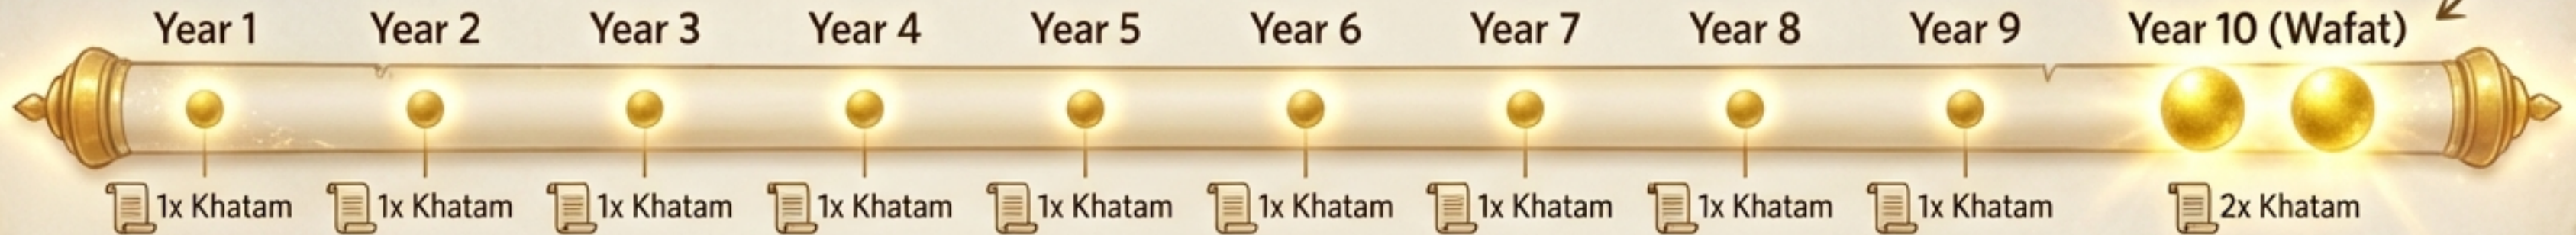 Year 1 Year 2 Year 3 Year 4 Year 5 Year 6 Year 7 Year 8 Year 9 Year 10 (Wafat)
1x Khatam 1x Khatam 1x Khatam 1x Khatam 1x Khatam 1x Khatam 1x Khatam 1x Khatam 1x Khatam 2x Khatam